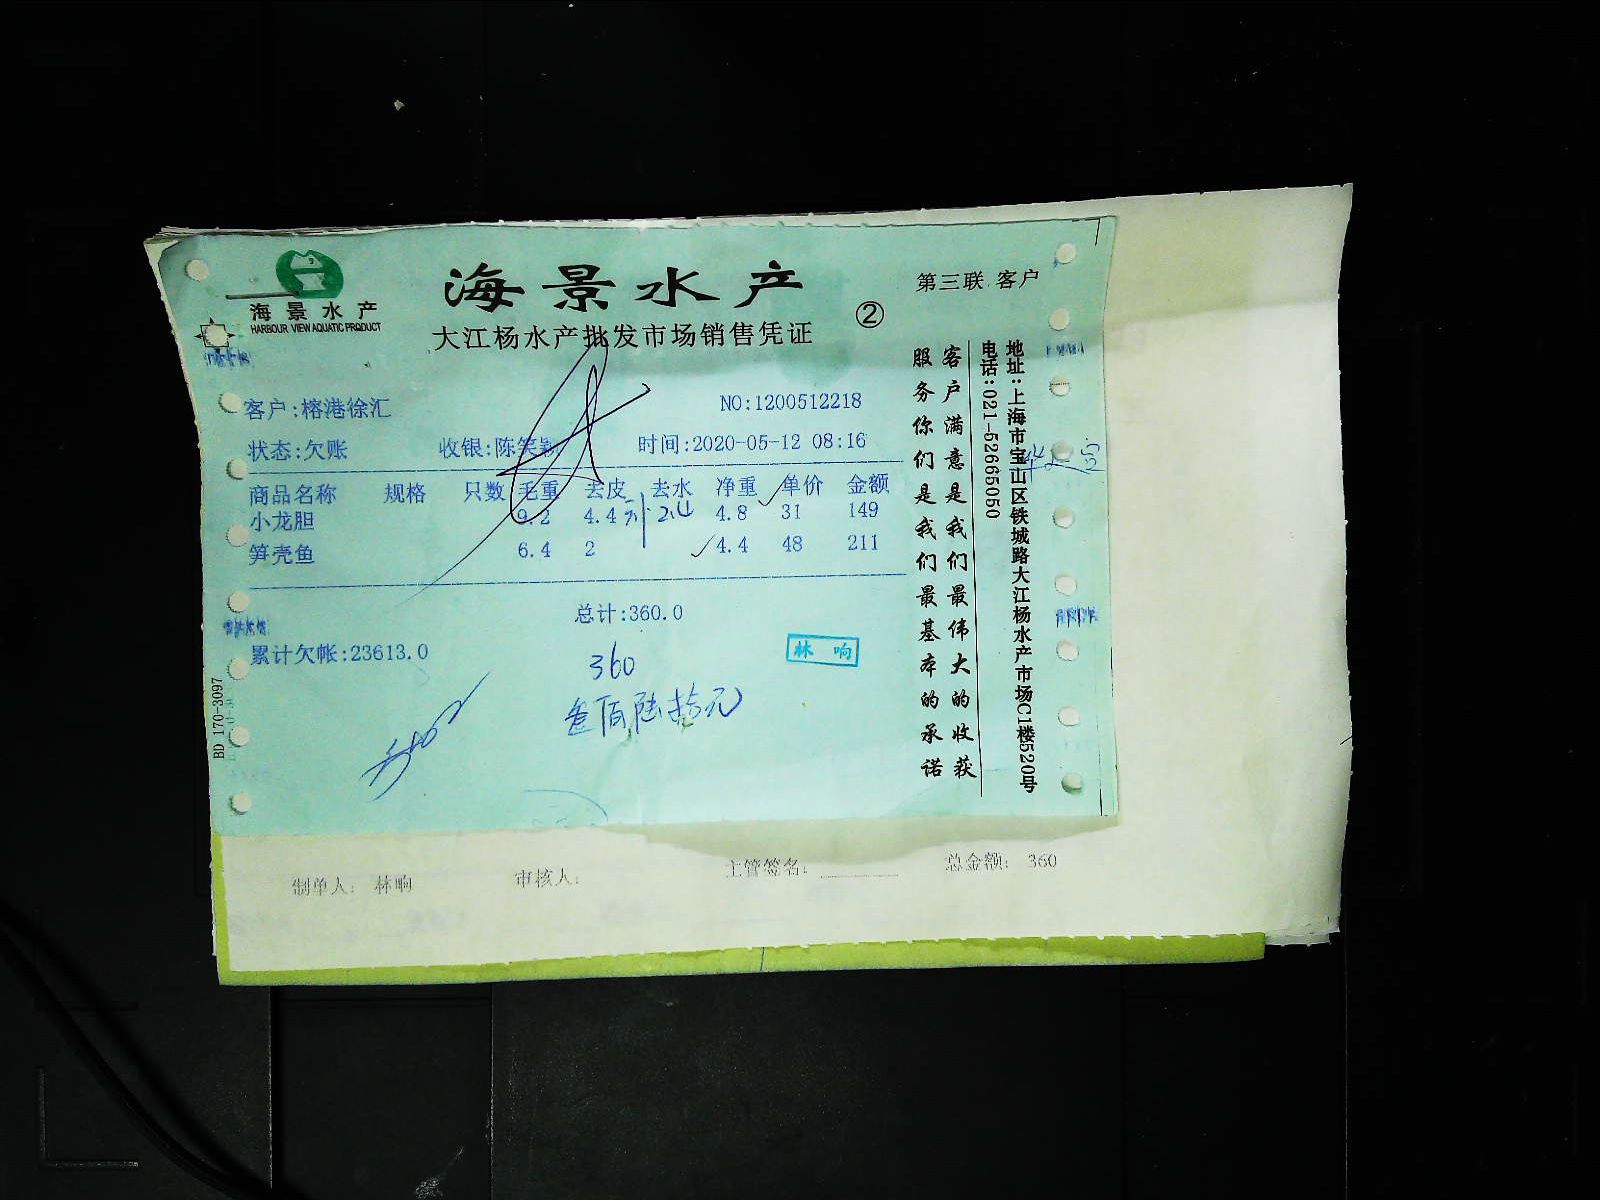 海景水产
HARBOUR VIEW AQUATIC PRODUCT
海景水产
大江杨水产批发市场销售凭证
②
第三联 客户
客户:榕港徐汇
NO:1200512218
状态:欠账 收银:陈笑颖 时间:2020-05-12 08:16
商品名称 规格 只数 毛重 去皮 去水 净重 单价 金额
小龙胆 9.2 4.4 4.8 31 149
笋壳鱼 6.4 2 4.4 48 211
总计:360.0
累计欠帐:23613.0
360
叁佰陆拾元
林响
客户满意是我们最伟大的收获
服务你们是我们最基本的承诺
地址:上海市宝山区铁城路大江杨水产市场C1楼520号
电话:021-52665050
BD 170-3097
制单人: 林响 审核人: 主管签名: 总金额: 360